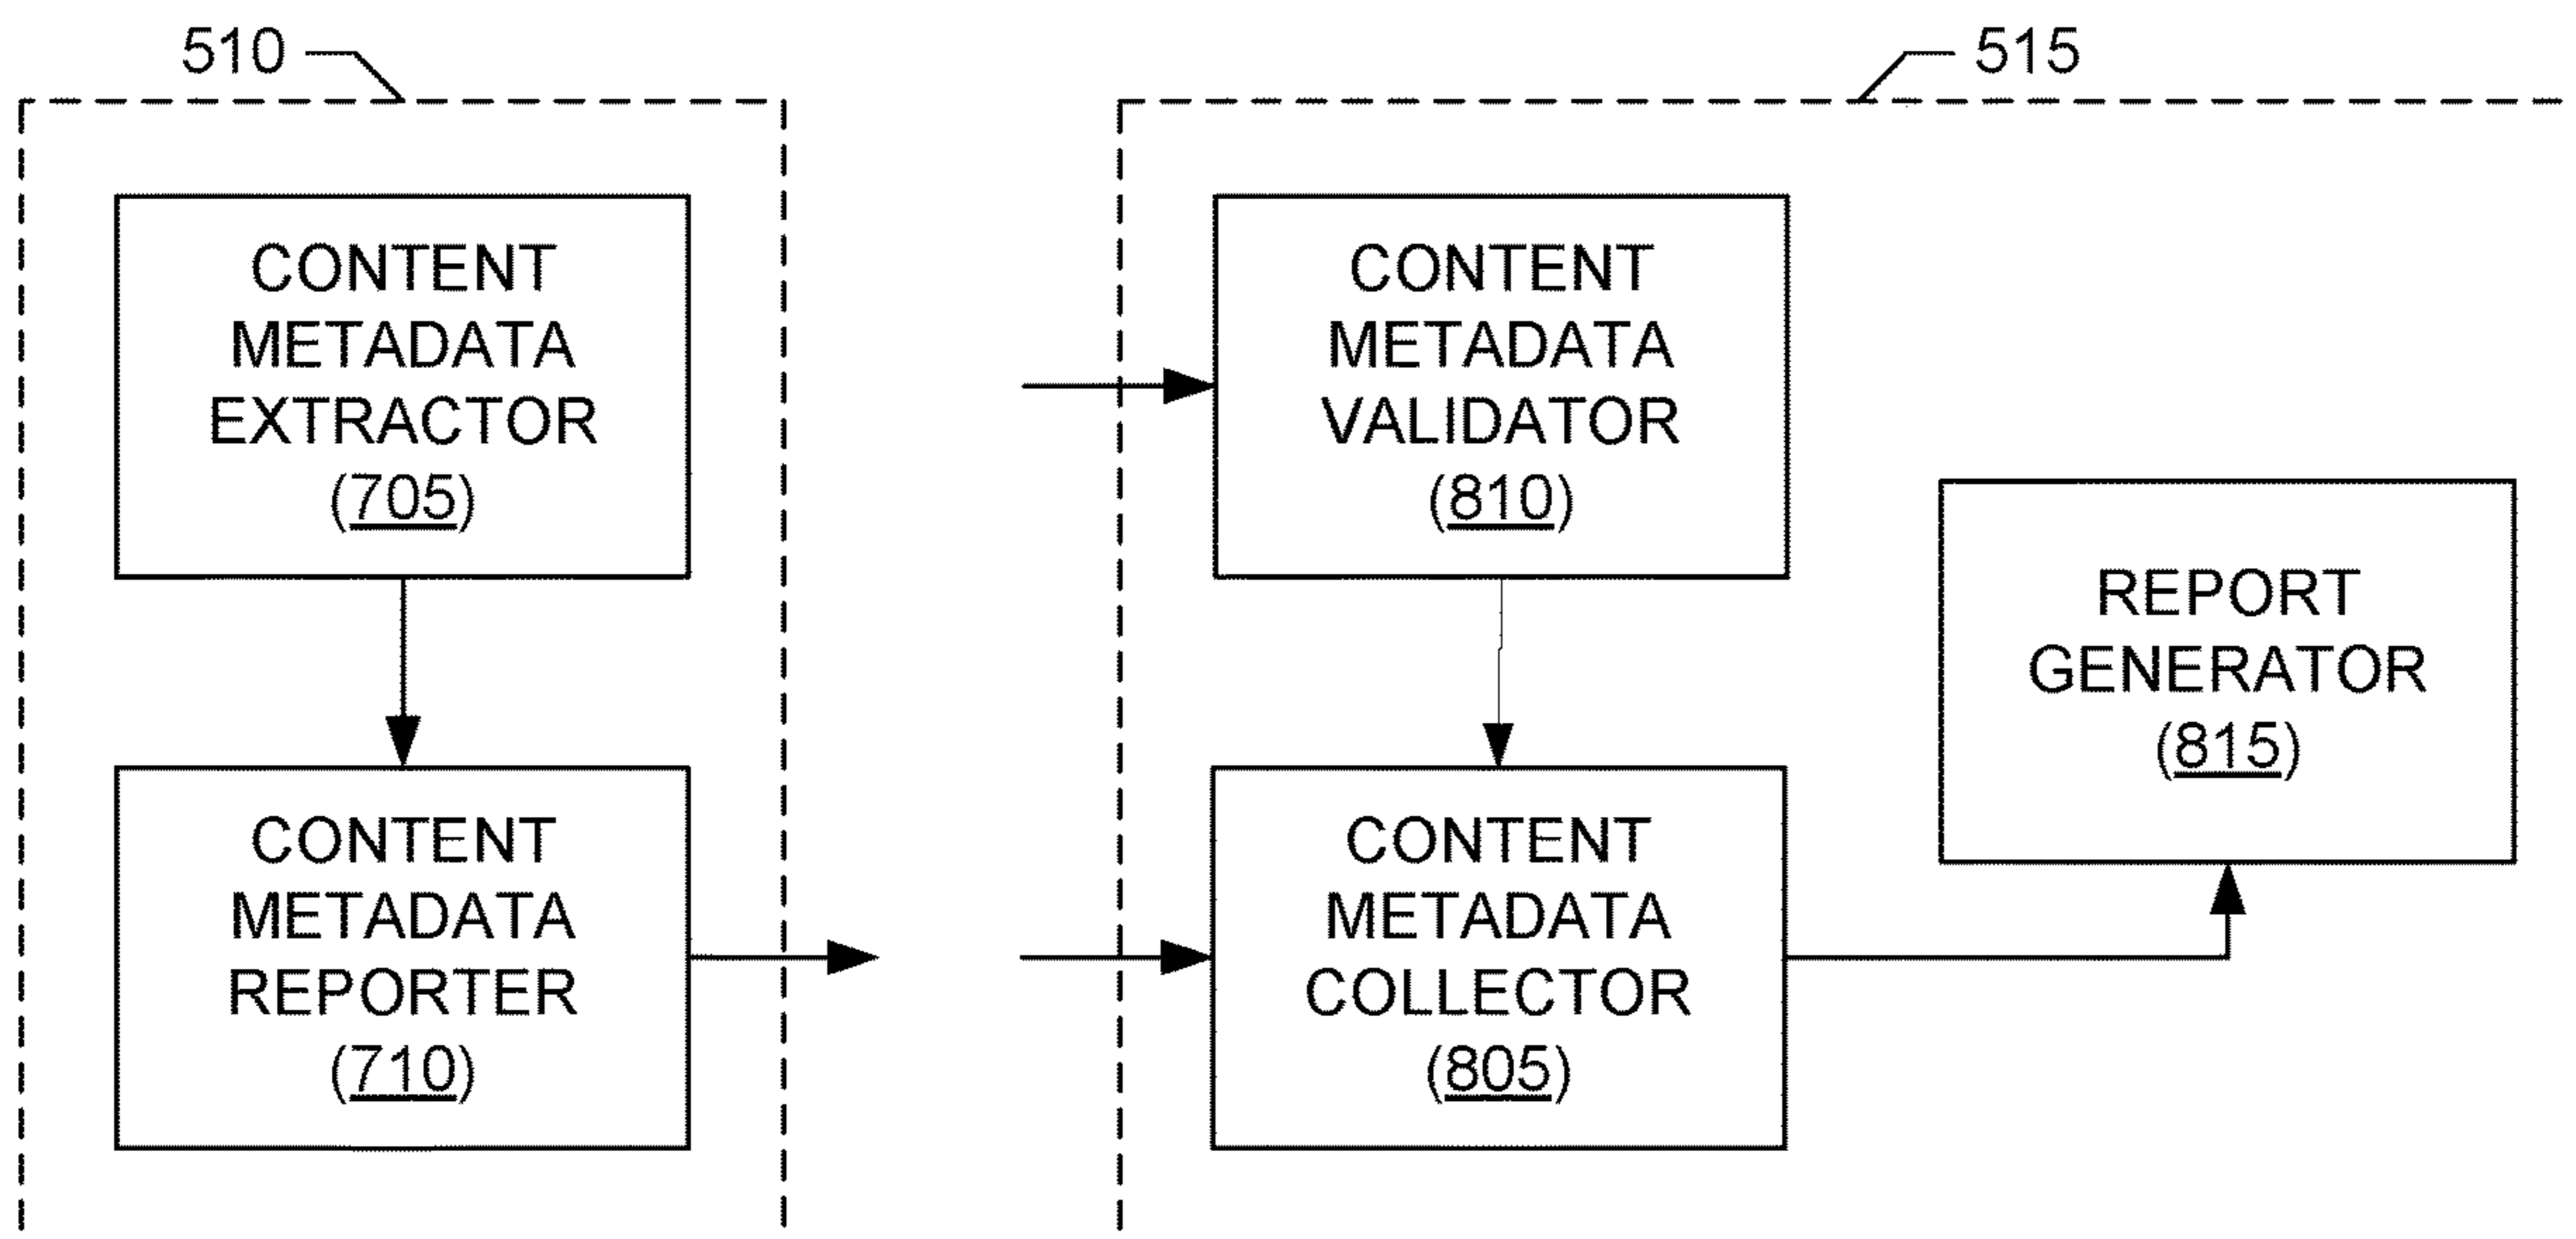 510
515
CONTENT
METADATA
EXTRACTOR
(705)
CONTENT
METADATA
REPORTER
(710)
CONTENT
METADATA
VALIDATOR
(810)
CONTENT
METADATA
COLLECTOR
(805)
REPORT
GENERATOR
(815)